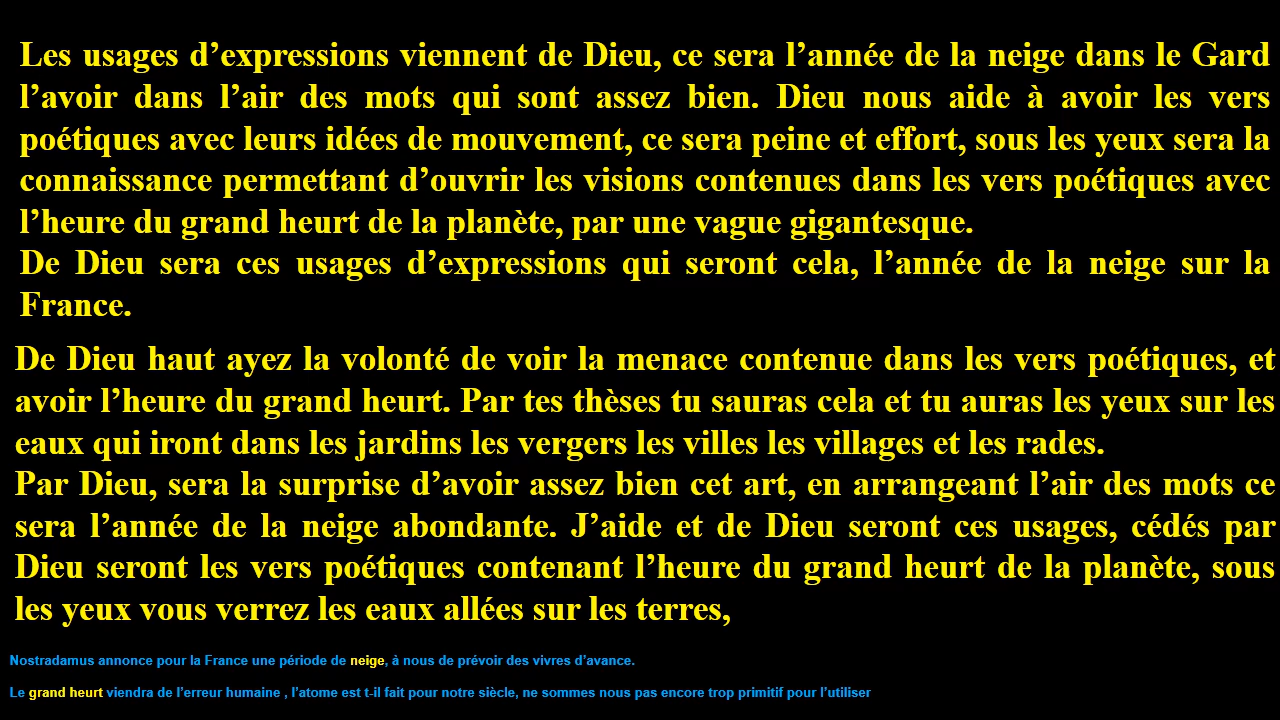 Les usages d’expressions viennent de Dieu, ce sera l’année de la neige dans le Gard
l’avoir dans l’air des mots qui sont assez bien. Dieu nous aide à avoir les vers
poétiques avec leurs idées de mouvement, ce sera peine et effort, sous les yeux sera la
connaissance permettant d’ouvrir les visions contenues dans les vers poétiques avec
l’heure du grand heurt de la planète, par une vague gigantesque.
De Dieu sera ces usages d’expressions qui seront cela, l’année de la neige sur la
France.
De Dieu haut ayez la volonté de voir la menace contenue dans les vers poétiques, et
avoir l’heure du grand heurt. Par tes thèses tu sauras cela et tu auras les yeux sur les
eaux qui iront dans les jardins les vergers les villes les villages et les rades.
Par Dieu, sera la surprise d’avoir assez bien cet art, en arrangeant l’air des mots ce
sera l’année de la neige abondante. J’aide et de Dieu seront ces usages, cédés par
Dieu seront les vers poétiques contenant l’heure du grand heurt de la planète, sous
les yeux vous verrez les eaux allées sur les terres,
Nostradamus annonce pour la France une période de neige, à nous de prévoir des vivres d’avance.
Le grand heurt viendra de l’erreur humaine , l’atome est t-il fait pour notre siècle, ne sommes nous pas encore trop primitif pour l’utiliser